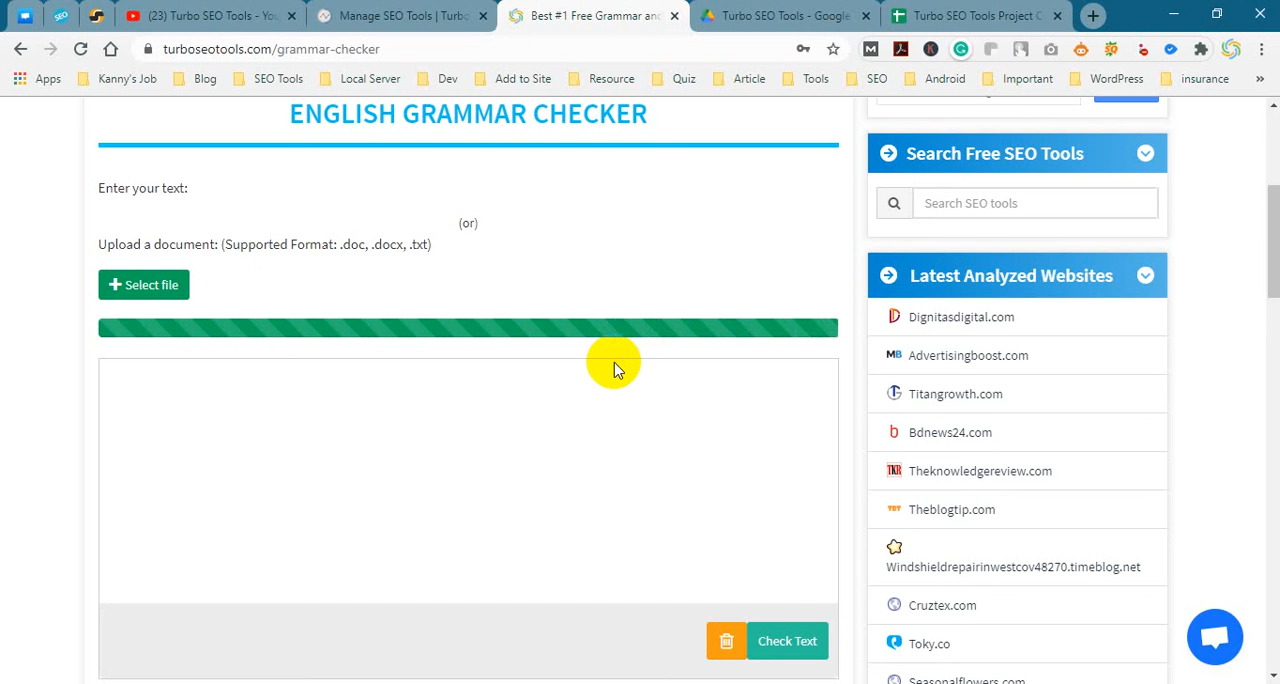 (23) Turbo SEO Tools - You
Manage SEO Tools | Turbo
Best #1 Free Grammar and
Turbo SEO Tools - Google
Turbo SEO Tools Project C
turboseotools.com/grammar-checker
Apps
Kanny's Job
Blog
SEO Tools
Local Server
Dev
Add to Site
Resource
Quiz
Article
Tools
SEO
Android
Important
WordPress
insurance
»
ENGLISH GRAMMAR CHECKER
Enter your text:
(or)
Upload a document: (Supported Format: .doc, .docx, .txt)
Select file
Check Text
Search Free SEO Tools
Search SEO tools
Latest Analyzed Websites
Dignitasdigital.com
Advertisingboost.com
Titangrowth.com
Bdnews24.com
Theknowledgereview.com
Theblogtip.com
Windshieldrepairinwestcov48270.timeblog.net
Cruztex.com
Toky.co
Seasonalflowers.com